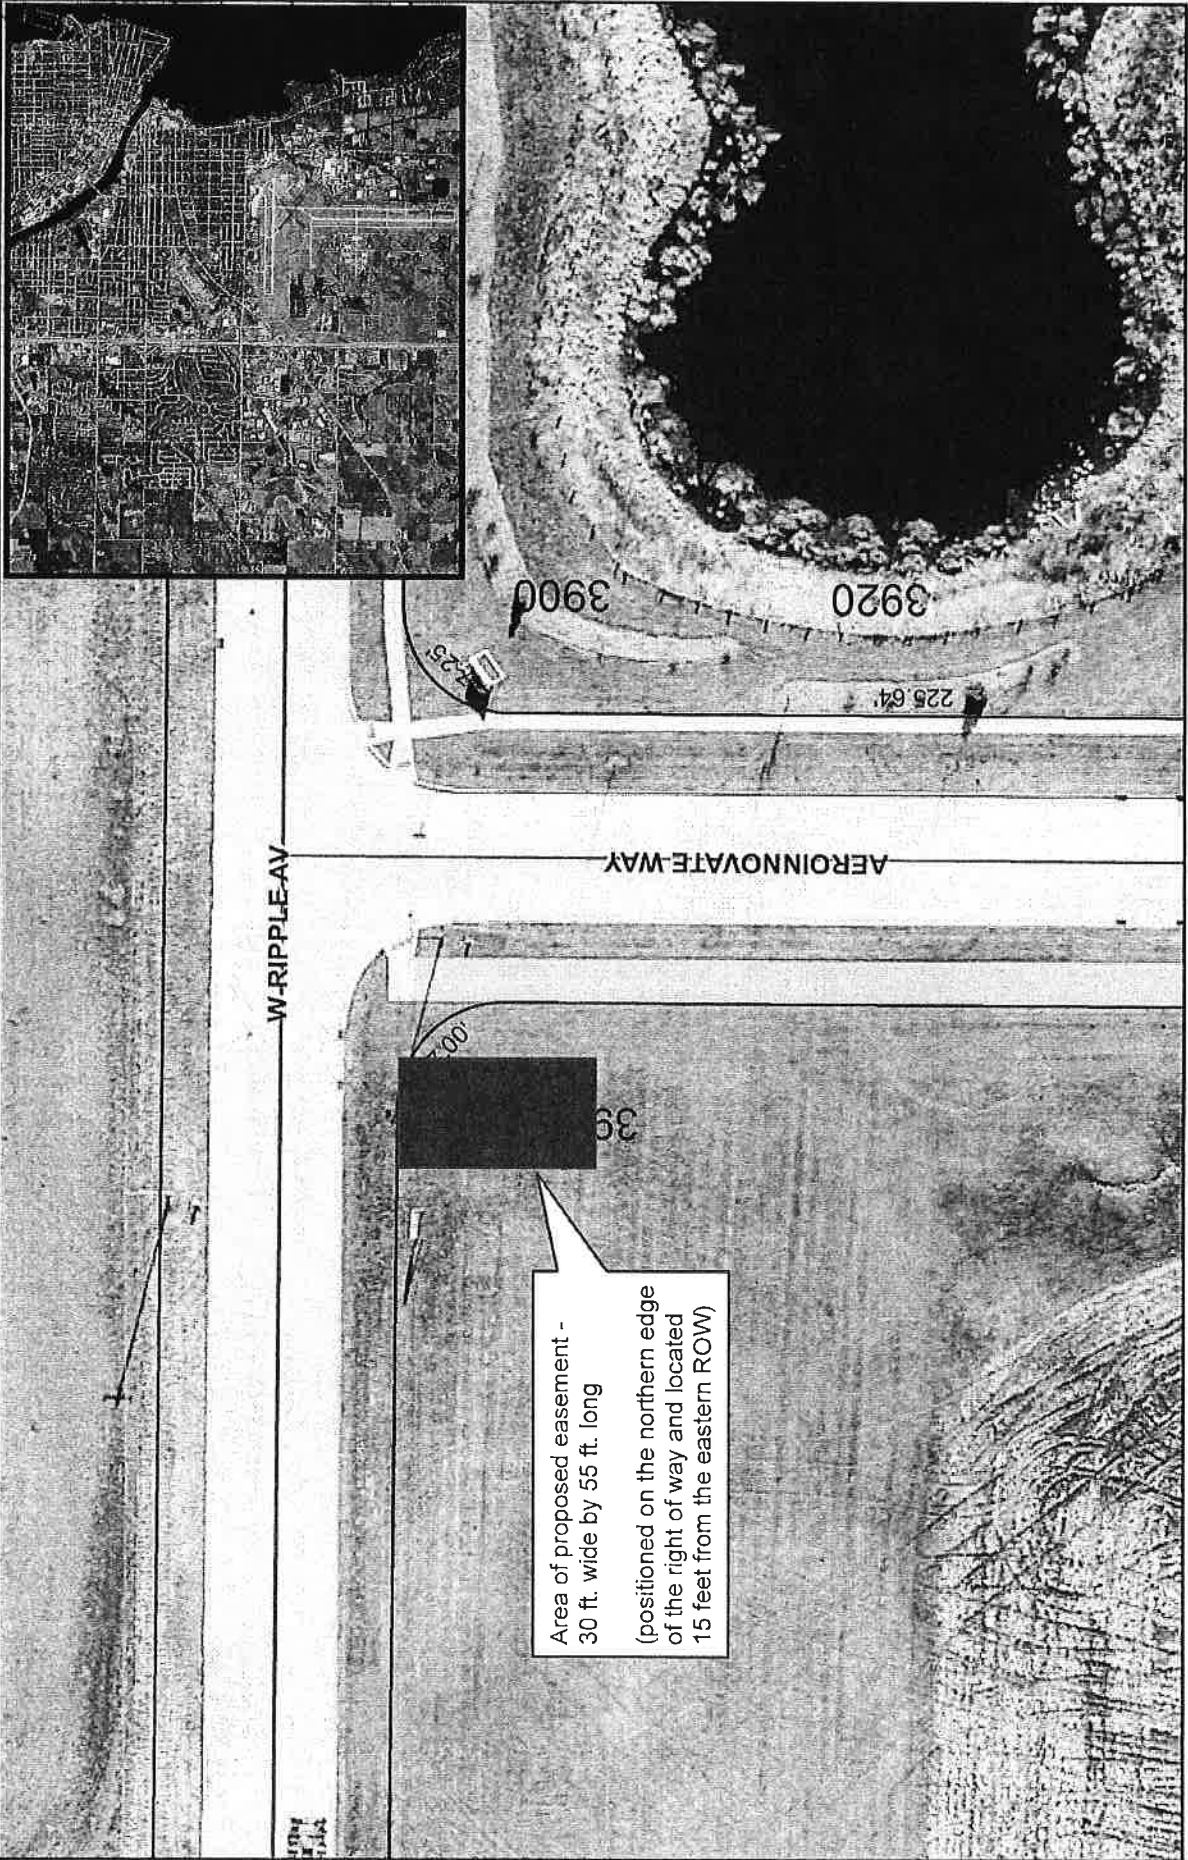 3900
3920
225.64'
W-RIPPLE-AV
AEROINNOVATE-WAY
39
Area of proposed easement -
30 ft. wide by 55 ft. long
(positioned on the northern edge
of the right of way and located
15 feet from the eastern ROW)